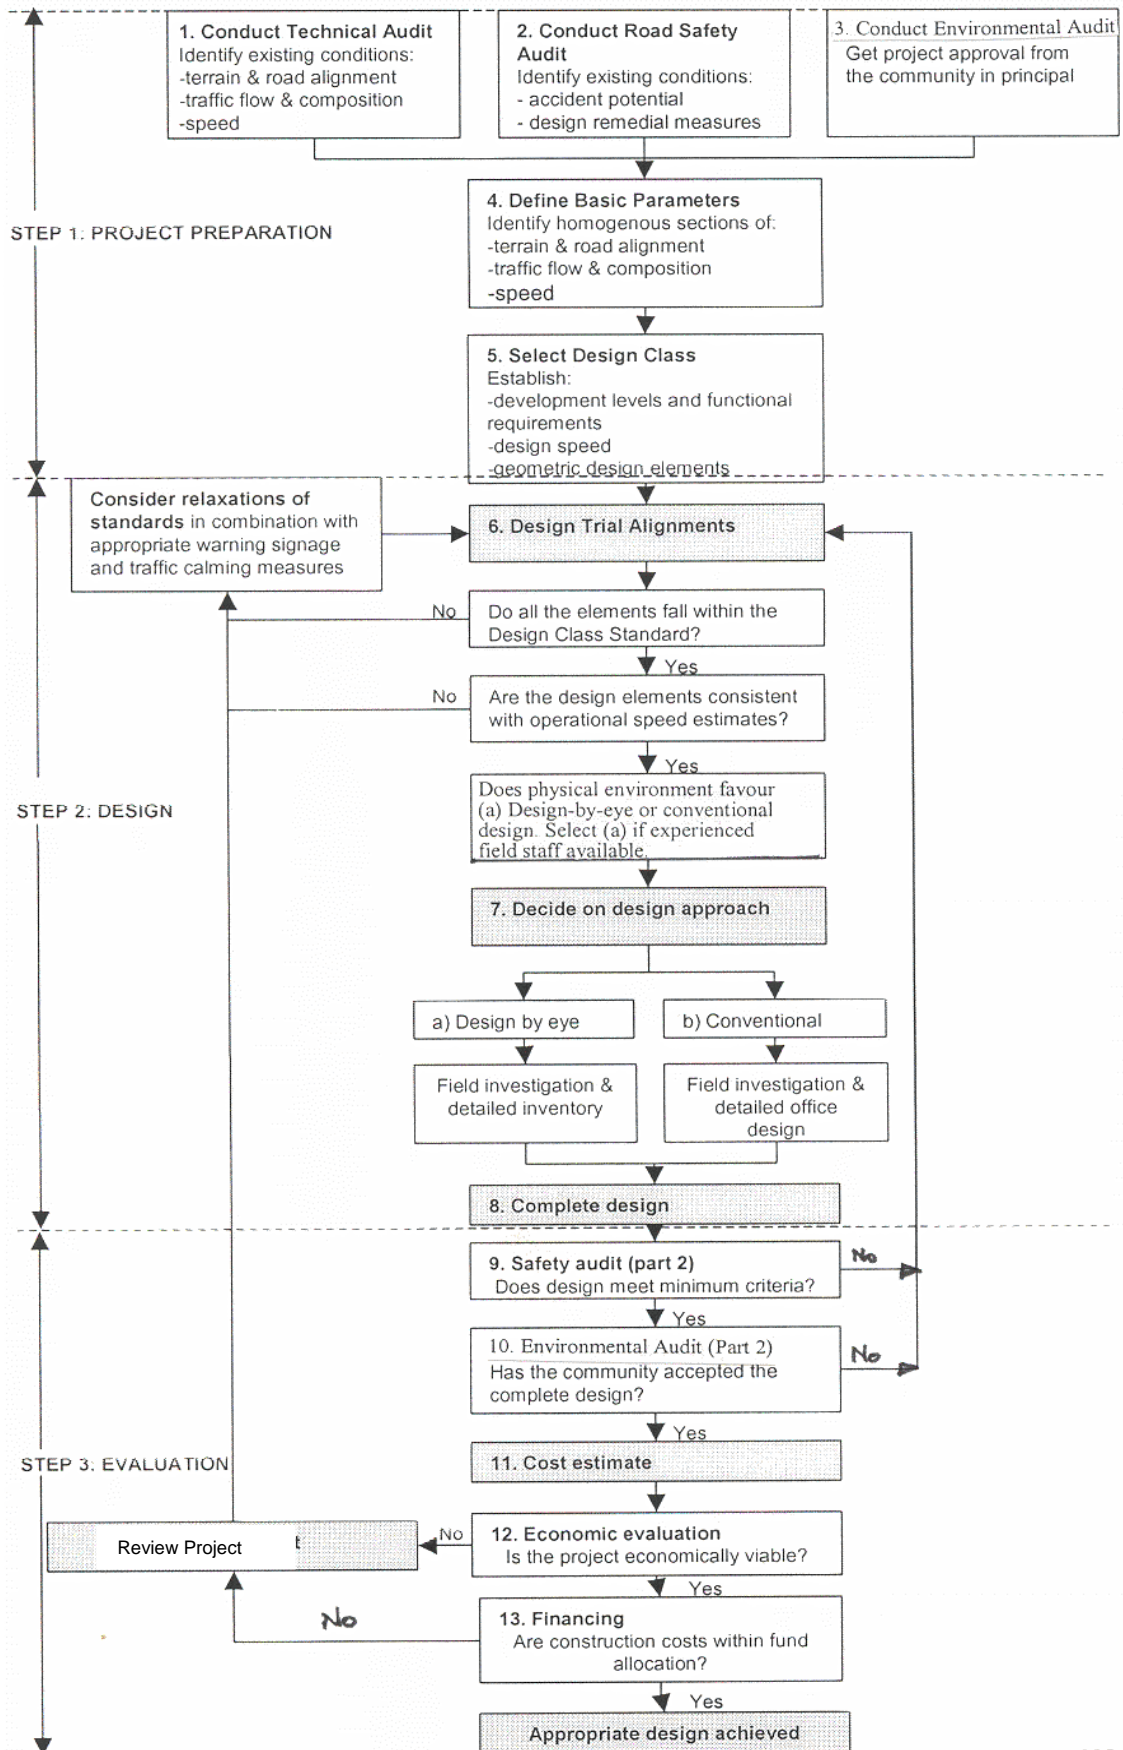 1. Conduct Technical Audit
Identify existing conditions:
-terrain & road alignment
-traffic flow & composition
-speed
2. Conduct Road Safety
Audit
Identify existing conditions:
- accident potential
- design remedial measures
3. Conduct Environmental Audit
Get project approval from
the community in principal
4. Define Basic Parameters
Identify homogenous sections of:
-terrain & road alignment
-traffic flow & composition
-speed
STEP 1: PROJECT PREPARATION
5. Select Design Class
Establish:
-development levels and functional
requirements
-design speed
-geometric design elements
Consider relaxations of
standards in combination with
appropriate warning signage
and traffic calming measures
6. Design Trial Alignments
No
Do all the elements fall within the
Design Class Standard?
Yes
No
Are the design elements consistent
with operational speed estimates?
Yes
Does physical environment favour
(a) Design-by-eye or conventional
design. Select (a) if experienced
field staff available.
STEP 2: DESIGN
7. Decide on design approach
a) Design by eye
b) Conventional
Field investigation &
detailed inventory
Field investigation &
detailed office
design
8. Complete design
9. Safety audit (part 2)
Does design meet minimum criteria?
No
Yes
10. Environmental Audit (Part 2)
Has the community accepted the
complete design?
No
Yes
STEP 3: EVALUATION
11. Cost estimate
12. Economic evaluation
Is the project economically viable?
No
Review Project
t
Yes
13. Financing
Are construction costs within fund
allocation?
No
Yes
Appropriate design achieved